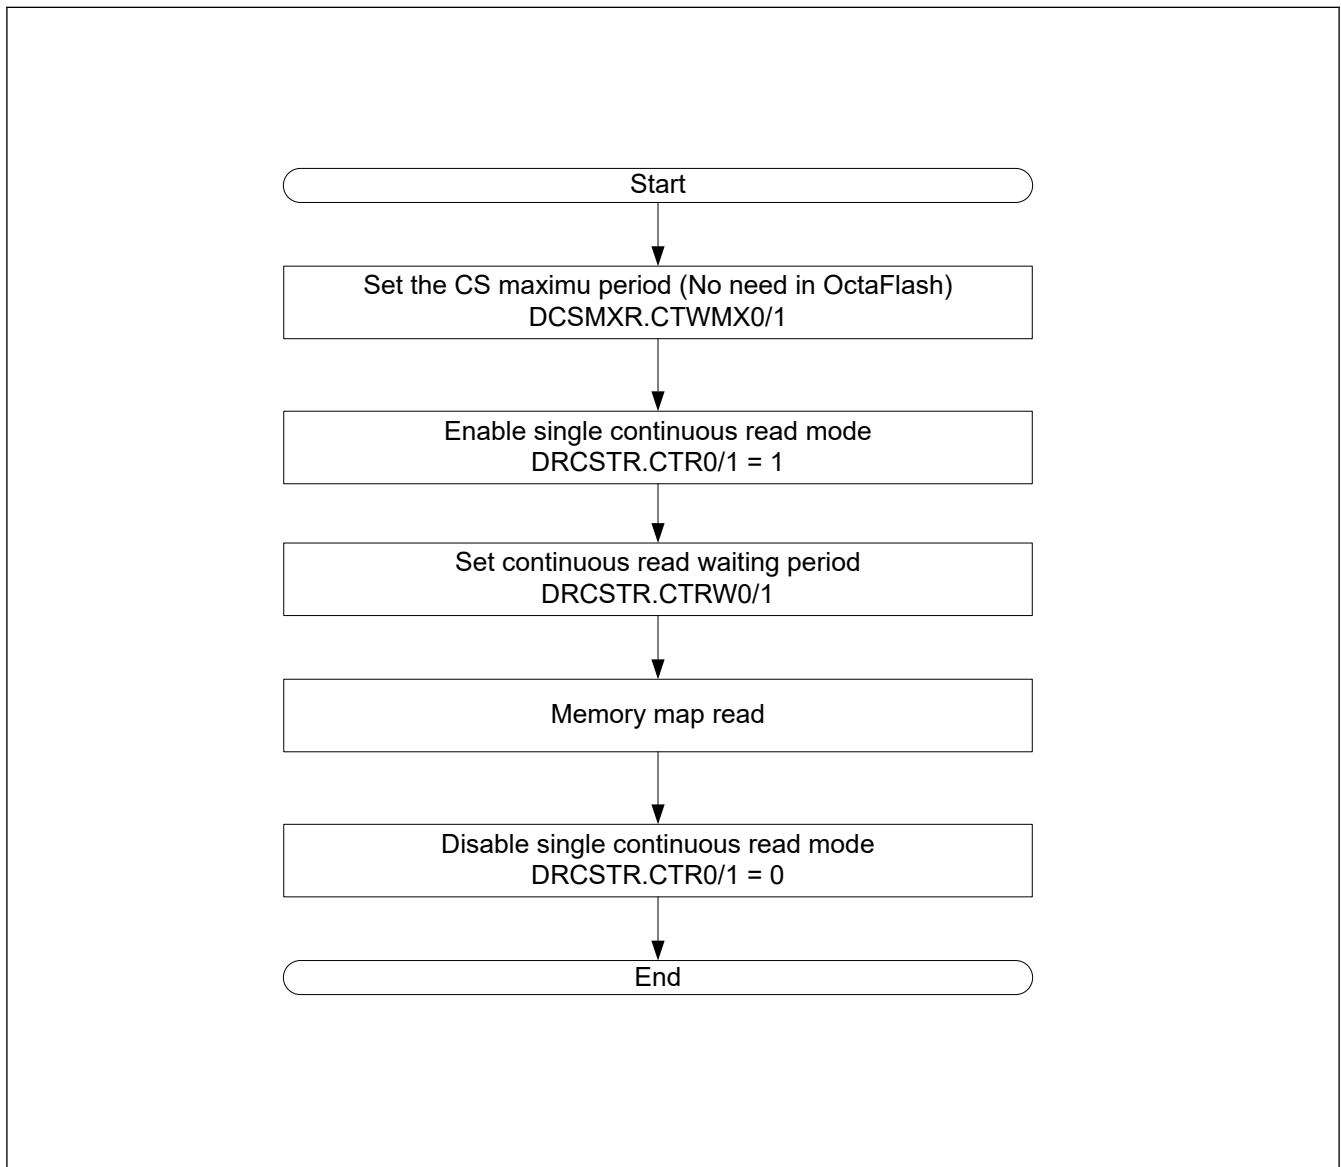 Start
Set the CS maximu period (No need in OctaFlash)
DCSMXR.CTWMX0/1
Enable single continuous read mode
DRCSTR.CTR0/1 = 1
Set continuous read waiting period
DRCSTR.CTRW0/1
Memory map read
Disable single continuous read mode
DRCSTR.CTR0/1 = 0
End